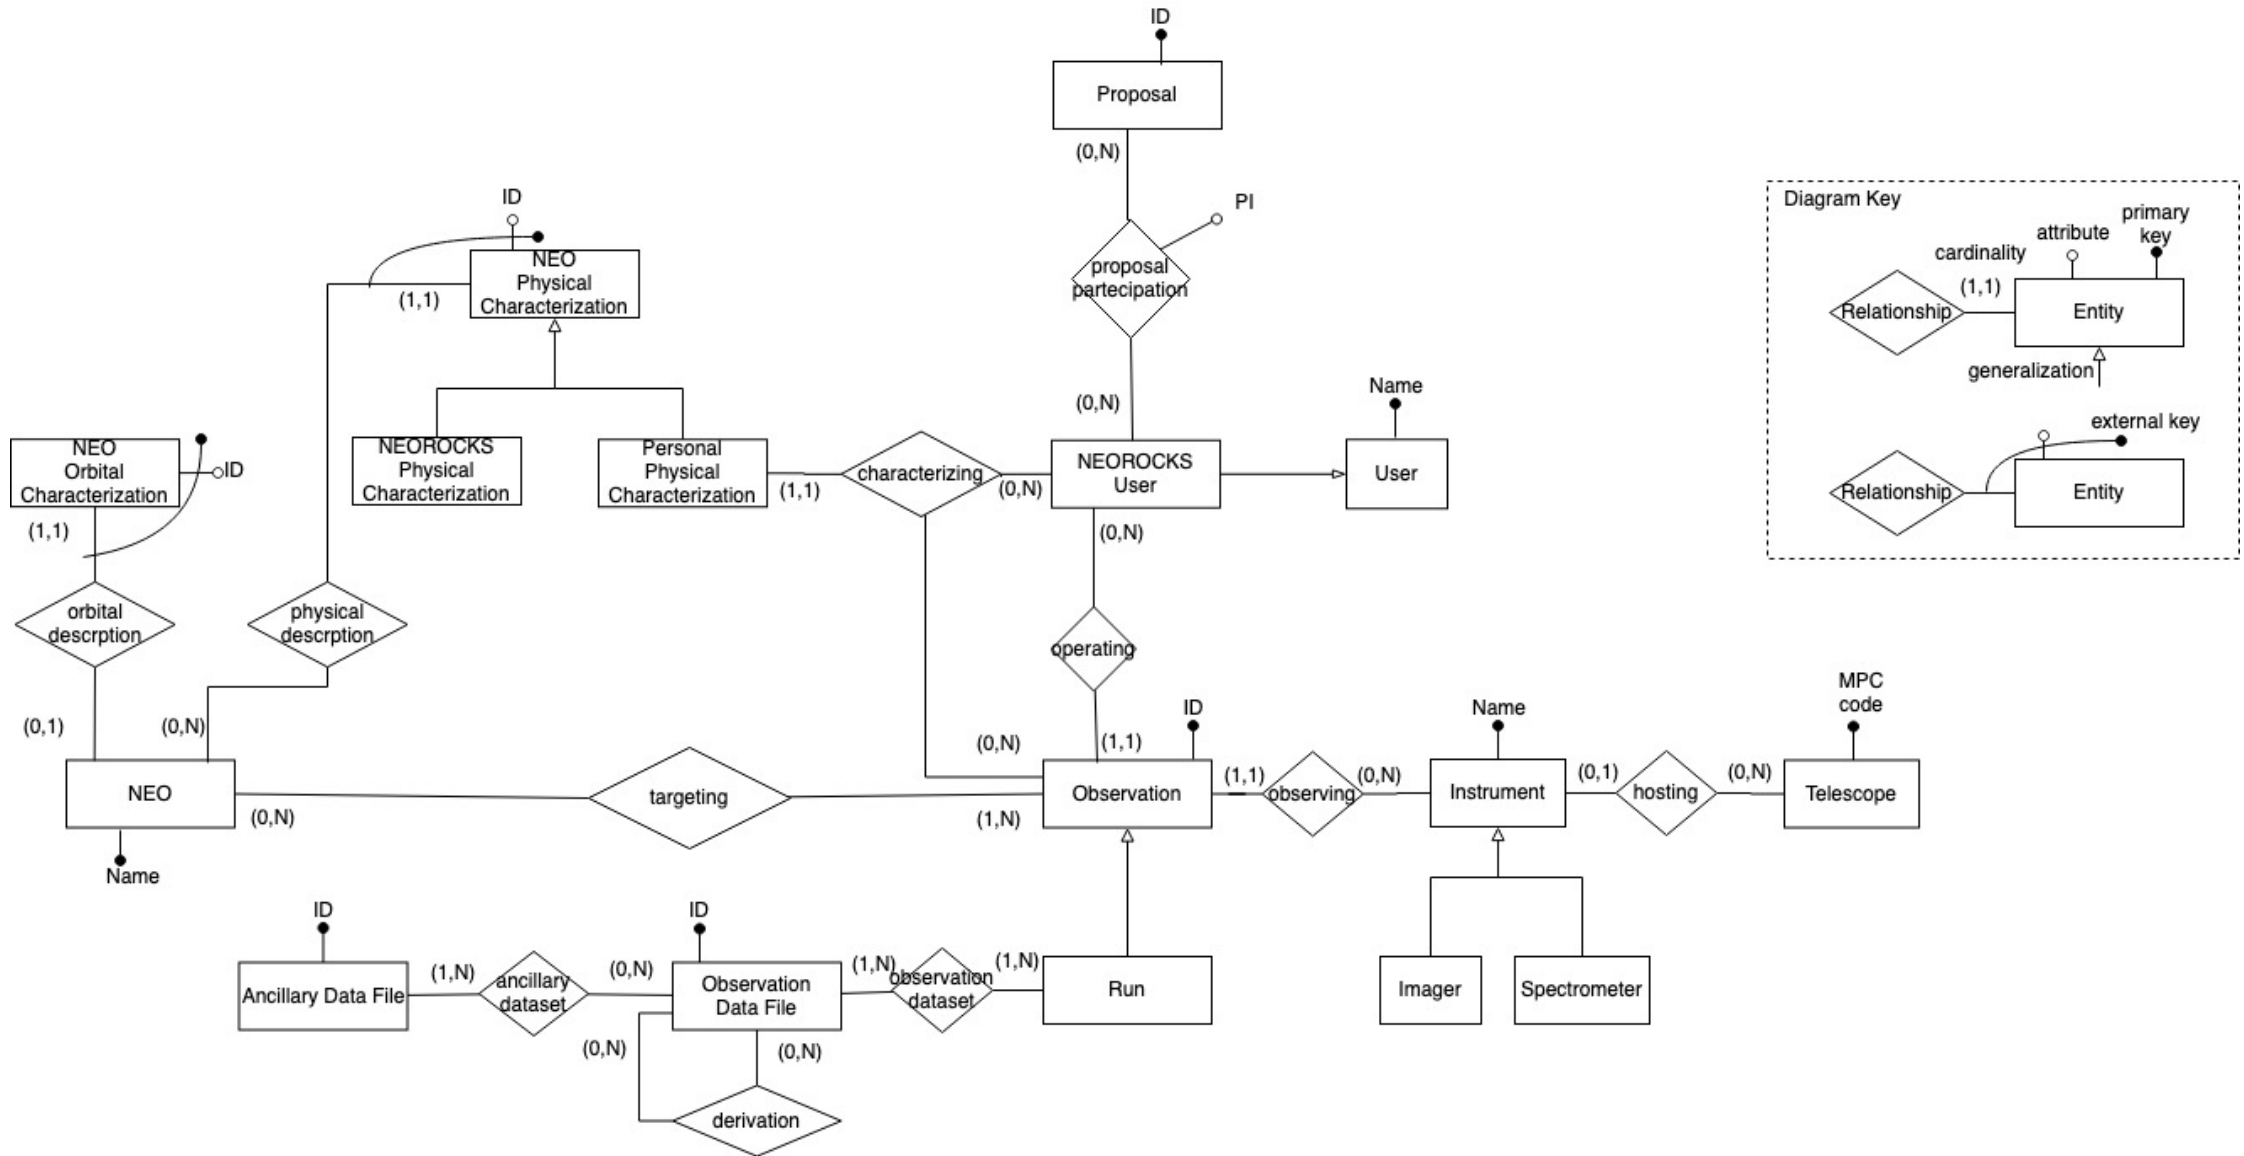 ID
Proposal
(0,N)
PI
proposal
partecipation
(0,N)
ID
NEO
Physical
Characterization
(1,1)
Diagram Key
primary
key
attribute
cardinality
(1,1)
Relationship
Entity
generalization
external key
Relationship
Entity
NEO
Orbital
Characterization
ID
(1,1)
NEOROCKS
Physical
Characterization
Personal
Physical
Characterization
(1,1)
characterizing
(0,N)
NEOROCKS
User
Name
User
(0,N)
orbital
descrption
physical
descrption
operating
(0,1)
(0,N)
(0,N)
(1,1)
ID
Name
MPC
code
NEO
(0,N)
Name
targeting
(1,N)
Observation
(1,1)
observing
(0,N)
Instrument
(0,1)
hosting
(0,N)
Telescope
ID
Ancillary Data File
(1,N)
ancillary
dataset
(0,N)
ID
Observation
Data File
(1,N)
observation
dataset
(1,N)
Run
Imager
Spectrometer
(0,N)
(0,N)
derivation